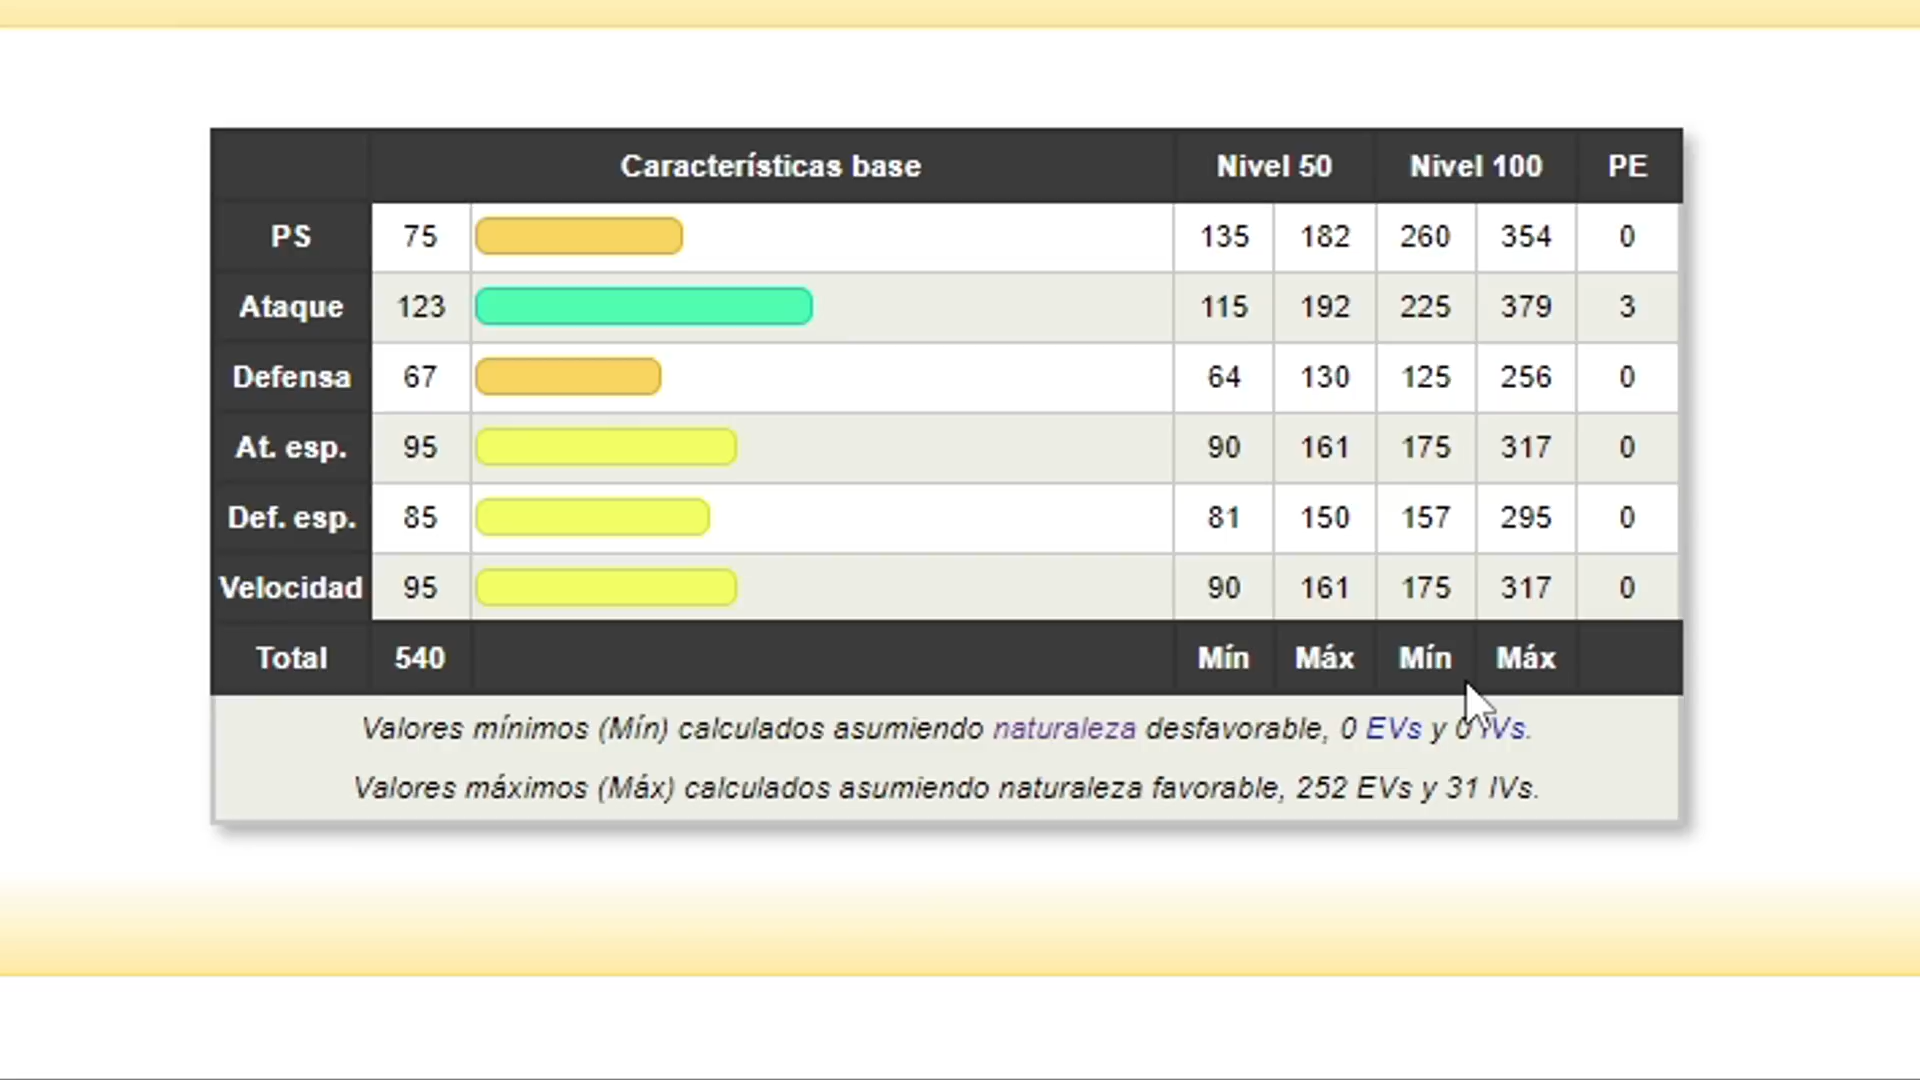 Características base Nivel 50 Nivel 100 PE
PS 75 135 182 260 354 0
Ataque 123 115 192 225 379 3
Defensa 67 64 130 125 256 0
At. esp. 95 90 161 175 317 0
Def. esp. 85 81 150 157 295 0
Velocidad 95 90 161 175 317 0
Total 540 Mín Máx Mín Máx
Valores mínimos (Mín) calculados asumiendo naturaleza desfavorable, 0 EVs y 0 IVs.
Valores máximos (Máx) calculados asumiendo naturaleza favorable, 252 EVs y 31 IVs.